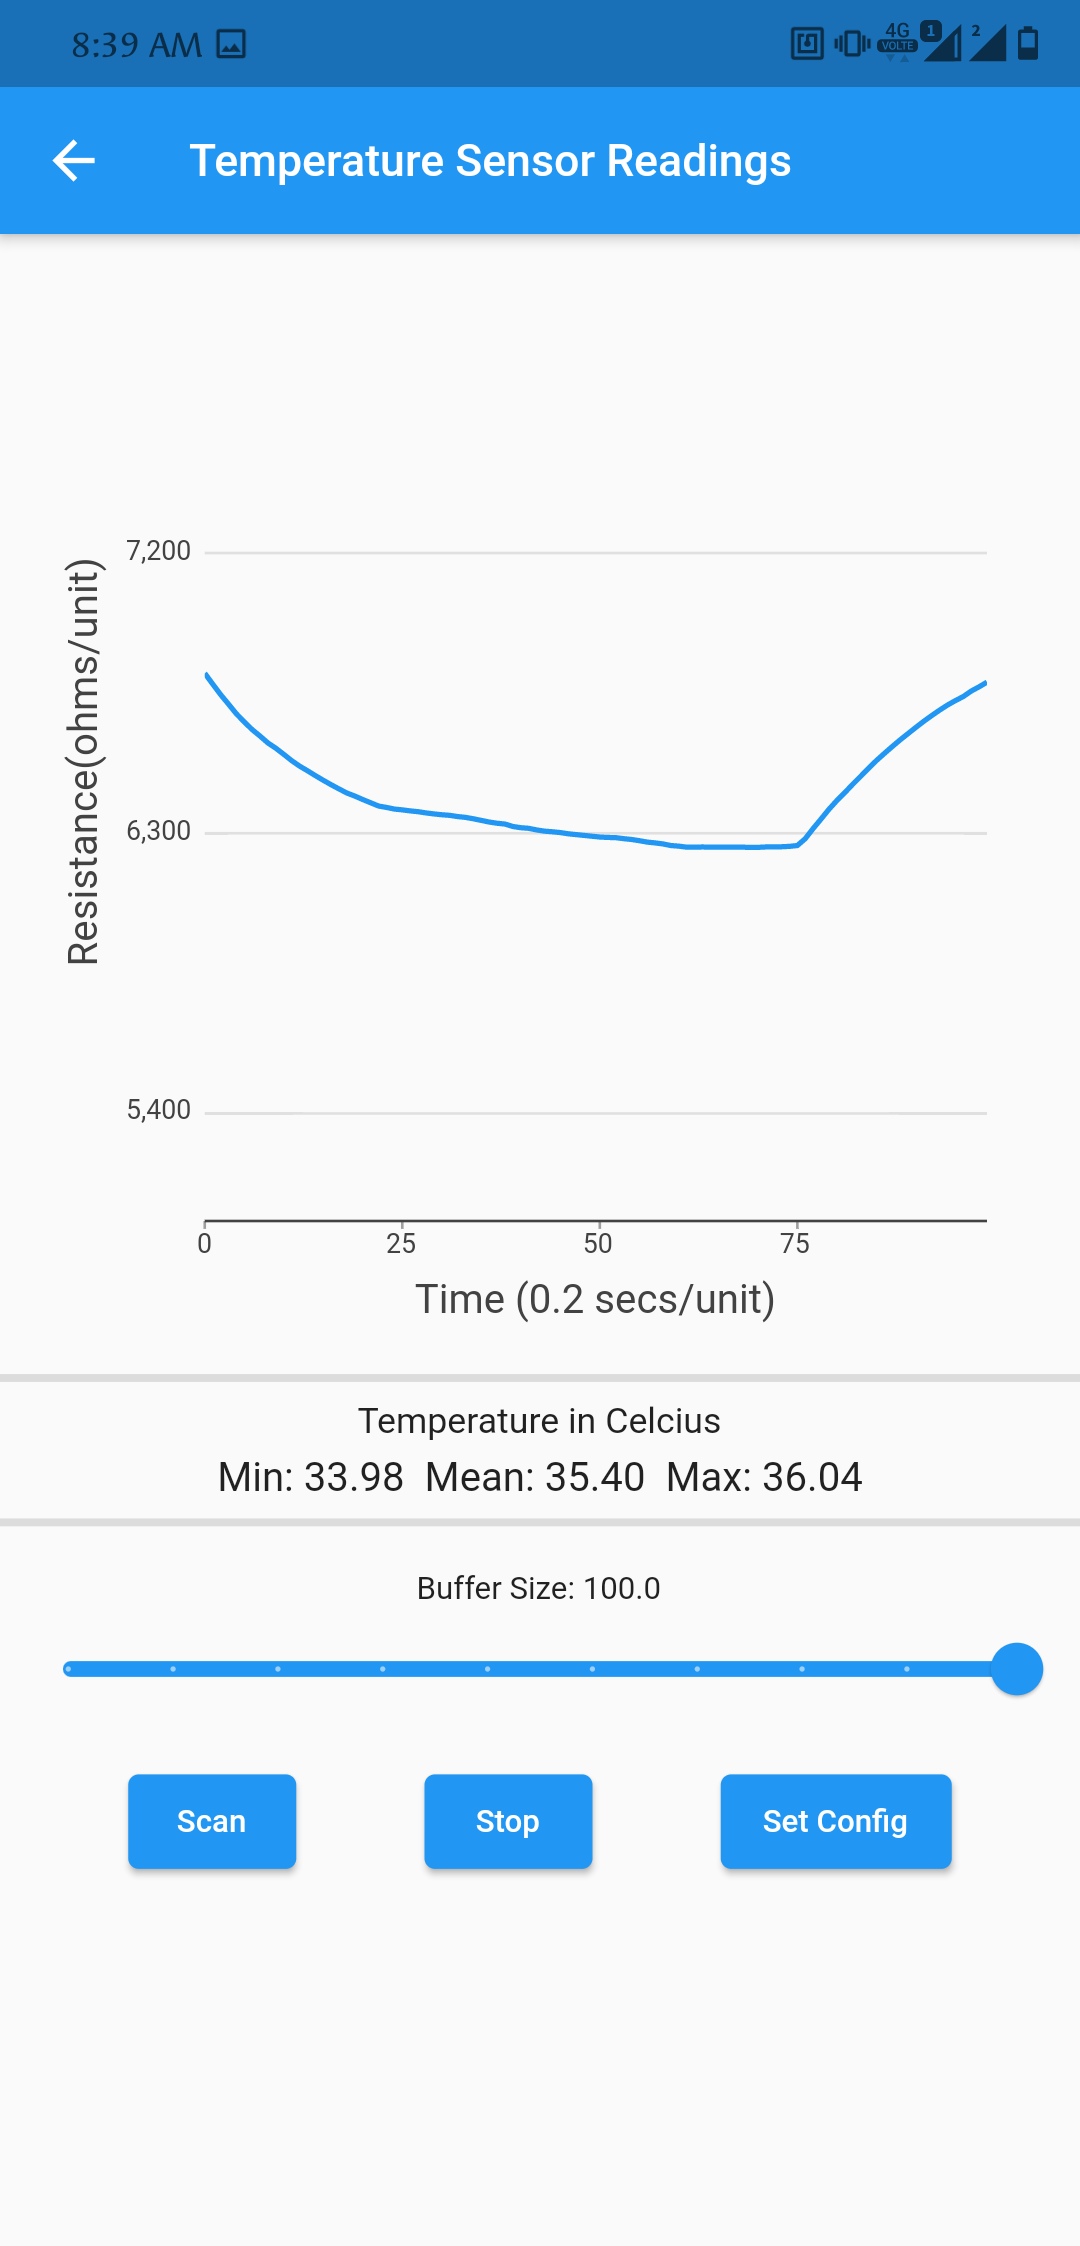 8:39 AM 4G VOLTE 1 2
Temperature Sensor Readings
Resistance(ohms/unit)
7,200
6,300
5,400
0 25 50 75
Time (0.2 secs/unit)
Temperature in Celcius
Min: 33.98 Mean: 35.40 Max: 36.04
Buffer Size: 100.0
Scan Stop Set Config